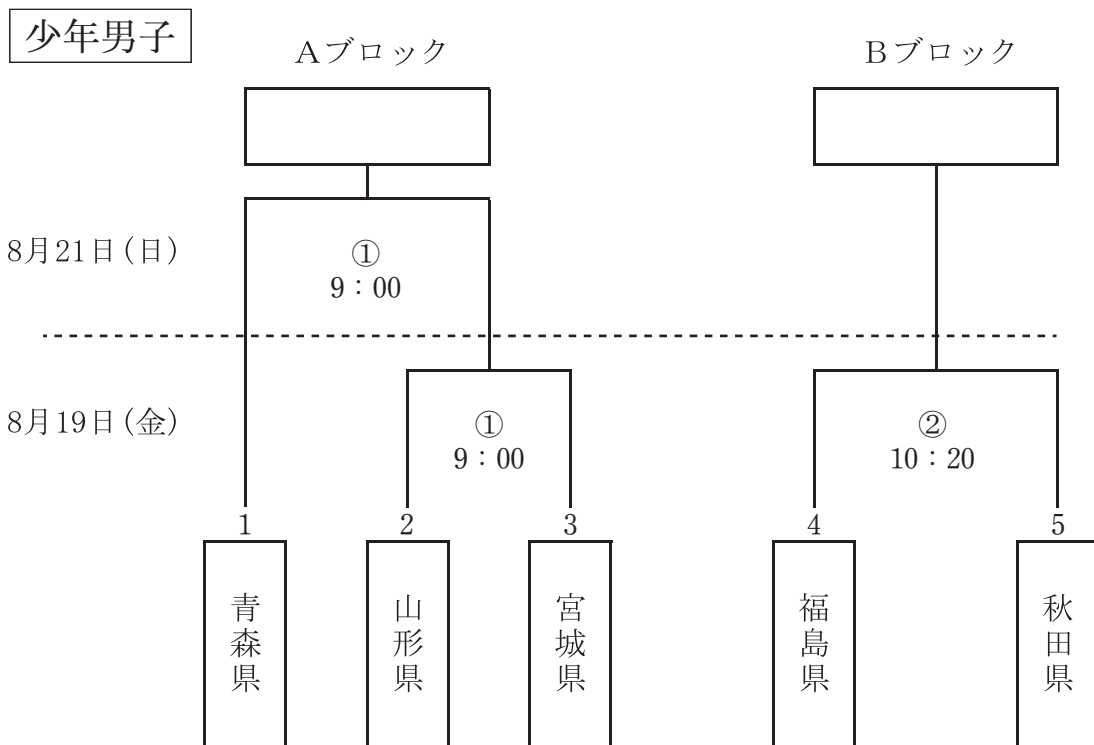 少年男子
Aブロック
Bブロック
8月21日(日)
①
9:00
8月19日(金)
①
9:00
②
10:20
1
2
3
4
5
青森県
山形県
宮城県
福島県
秋田県